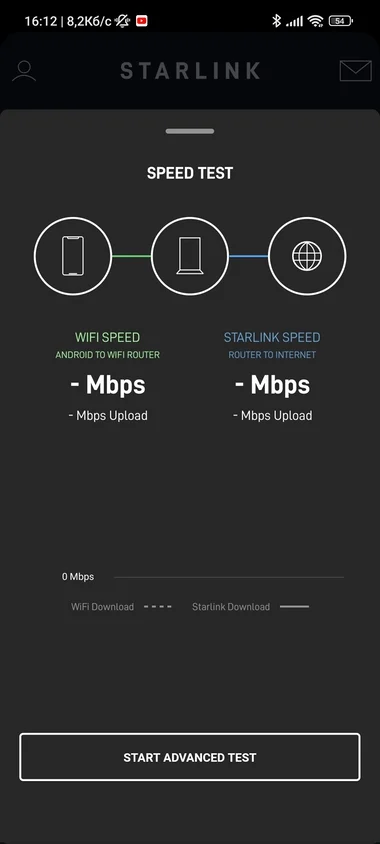 16:12 | 8,2Кб/с
54
STARLINK
SPEED TEST
WIFI SPEED
ANDROID TO WIFI ROUTER
- Mbps
- Mbps Upload
STARLINK SPEED
ROUTER TO INTERNET
- Mbps
- Mbps Upload
0 Mbps
WiFi Download
Starlink Download
START ADVANCED TEST